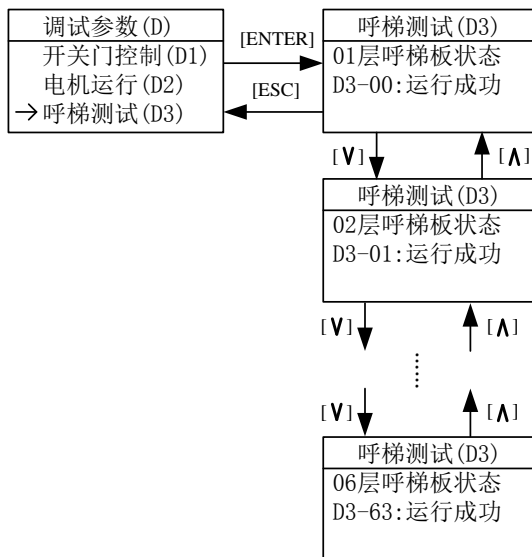 调试参数(D)
开关门控制(D1)
电机运行(D2)
→呼梯测试(D3)
[ENTER]
[ESC]
呼梯测试(D3)
01层呼梯板状态
D3-00:运行成功
[∨]
[∧]
呼梯测试(D3)
02层呼梯板状态
D3-01:运行成功
[∨]
[∧]
……
[∨]
[∧]
呼梯测试(D3)
06层呼梯板状态
D3-63:运行成功